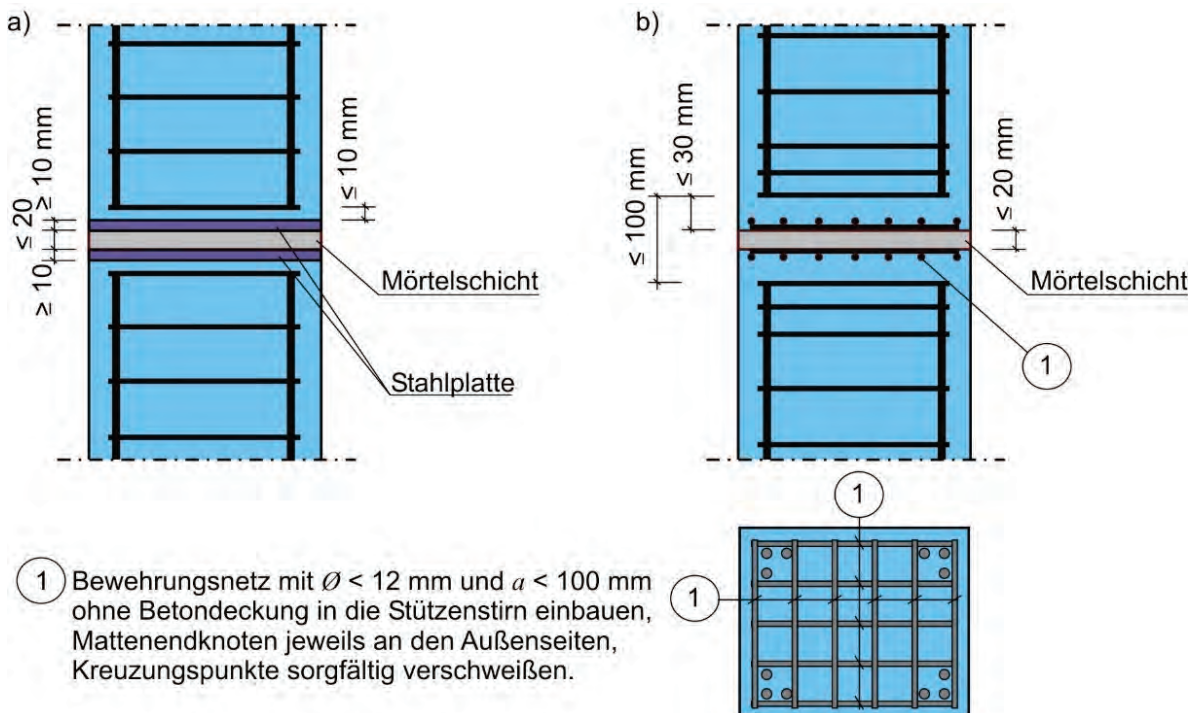 a)
≥ 10 mm
≤ 20
≥ 10
≤ 10 mm
Mörtelschicht
Stahlplatte
b)
≤ 30 mm
≤ 100 mm
≤ 20 mm
Mörtelschicht
1
1
1
1 Bewehrungsnetz mit Ø < 12 mm und a < 100 mm
ohne Betondeckung in die Stützenstirn einbauen,
Mattenendknoten jeweils an den Außenseiten,
Kreuzungspunkte sorgfältig verschweißen.